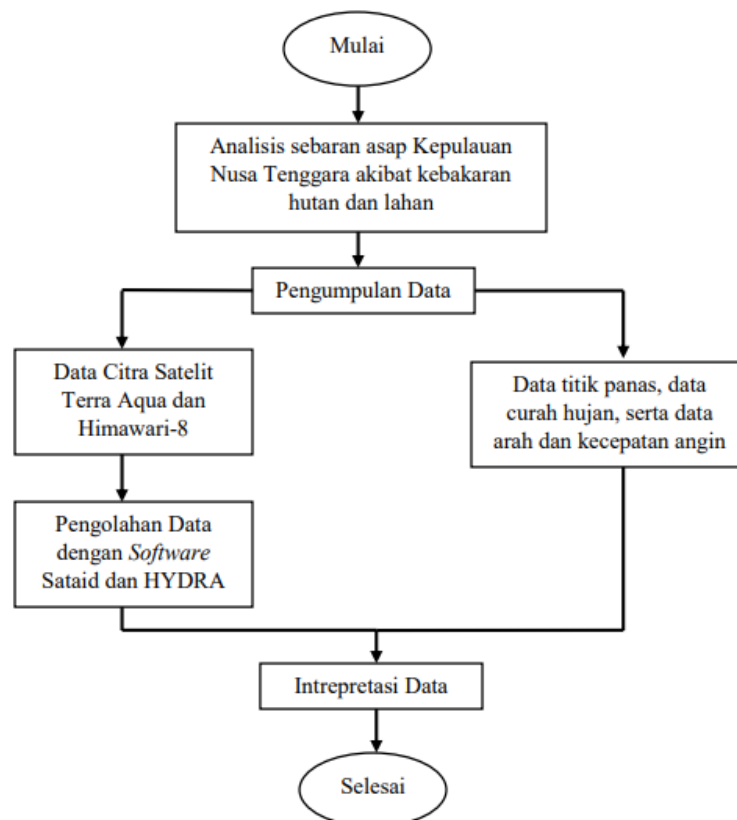 Mulai
Analisis sebaran asap Kepulauan
Nusa Tenggara akibat kebakaran
hutan dan lahan
Pengumpulan Data
Data Citra Satelit
Terra Aqua dan
Himawari-8
Data titik panas, data
curah hujan, serta data
arah dan kecepatan angin
Pengolahan Data
dengan Software
Sataid dan HYDRA
Intrepretasi Data
Selesai